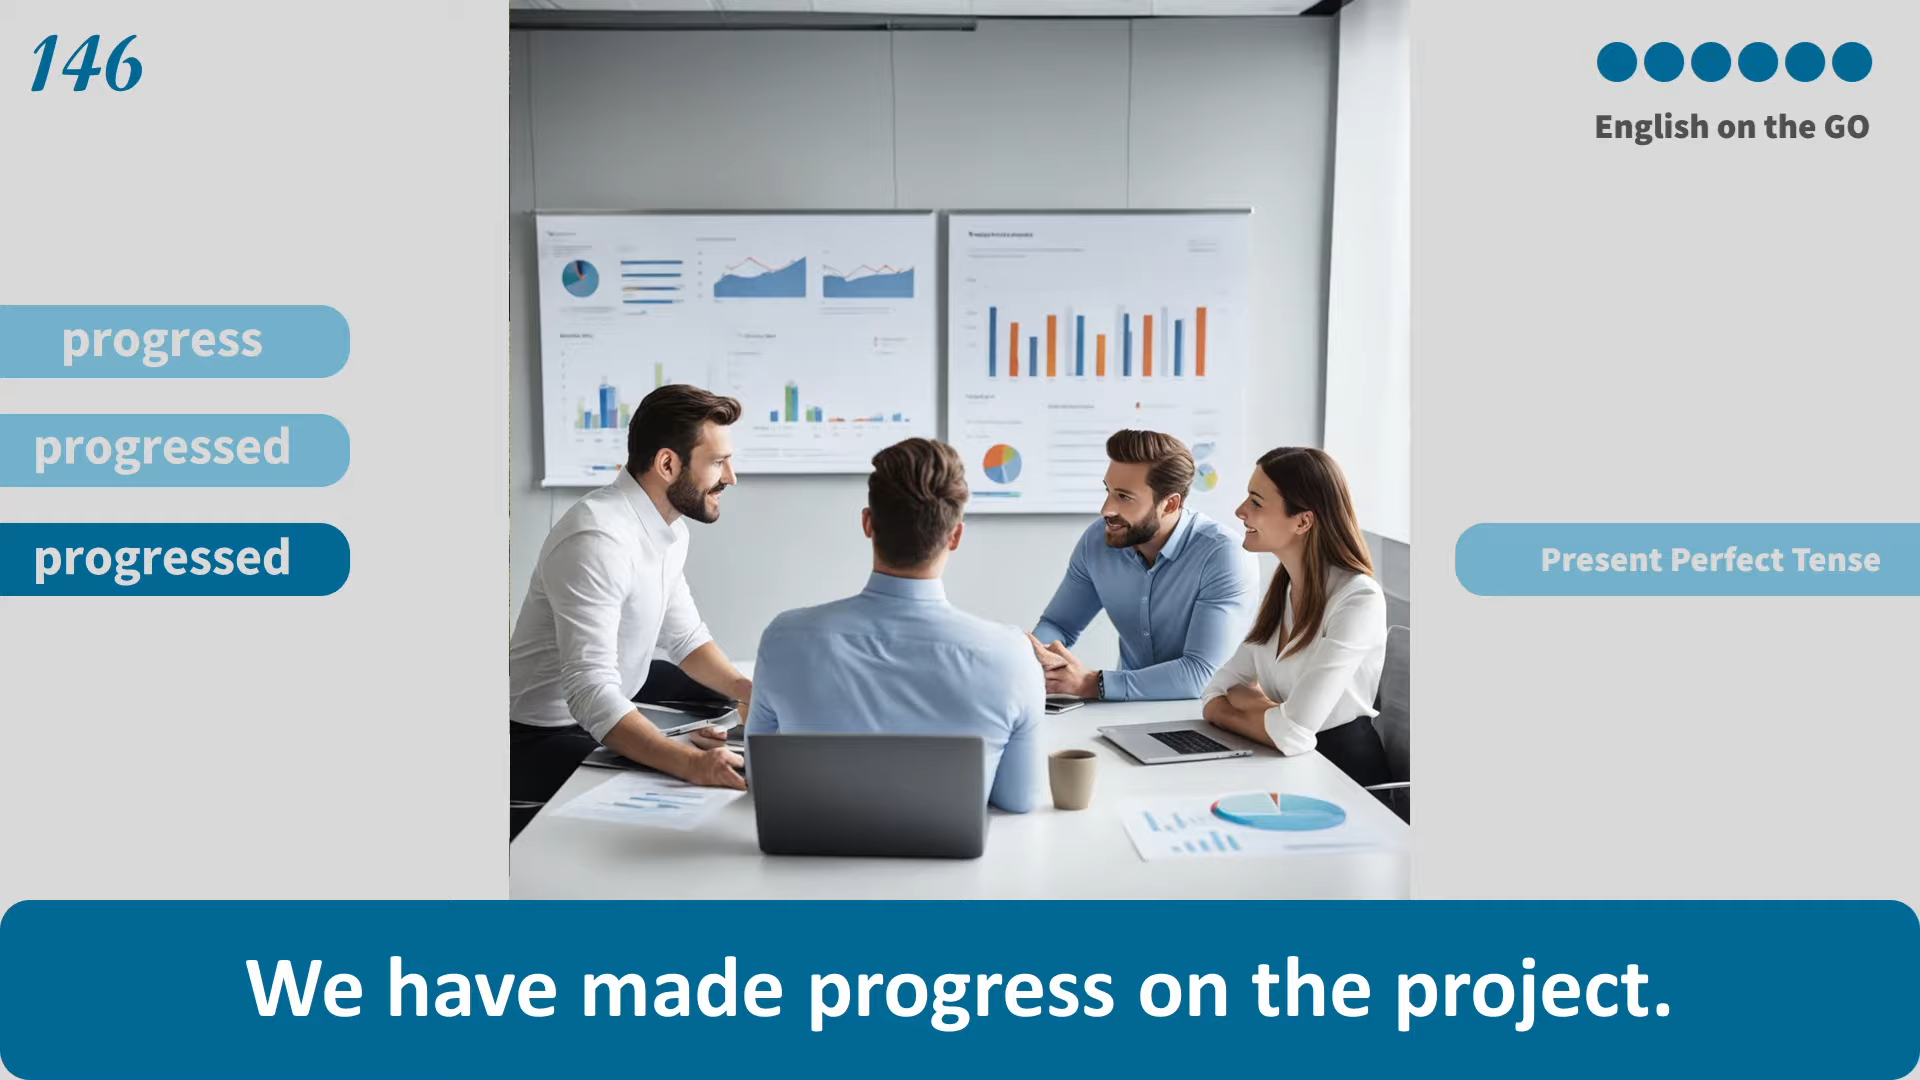 146
English on the GO
progress
progressed
progressed
Present Perfect Tense
We have made progress on the project.